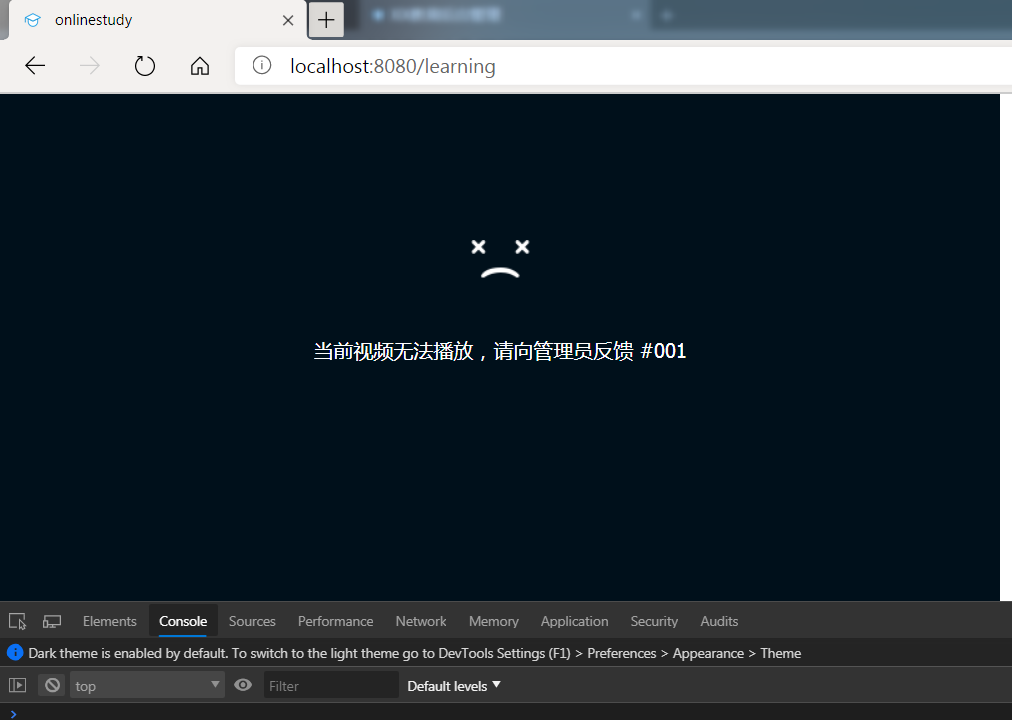 onlinestudy
localhost:8080/learning
当前视频无法播放，请向管理员反馈 #001
Elements Console Sources Performance Network Memory Application Security Audits
Dark theme is enabled by default. To switch to the light theme go to DevTools Settings (F1) > Preferences > Appearance > Theme
top Filter Default levels